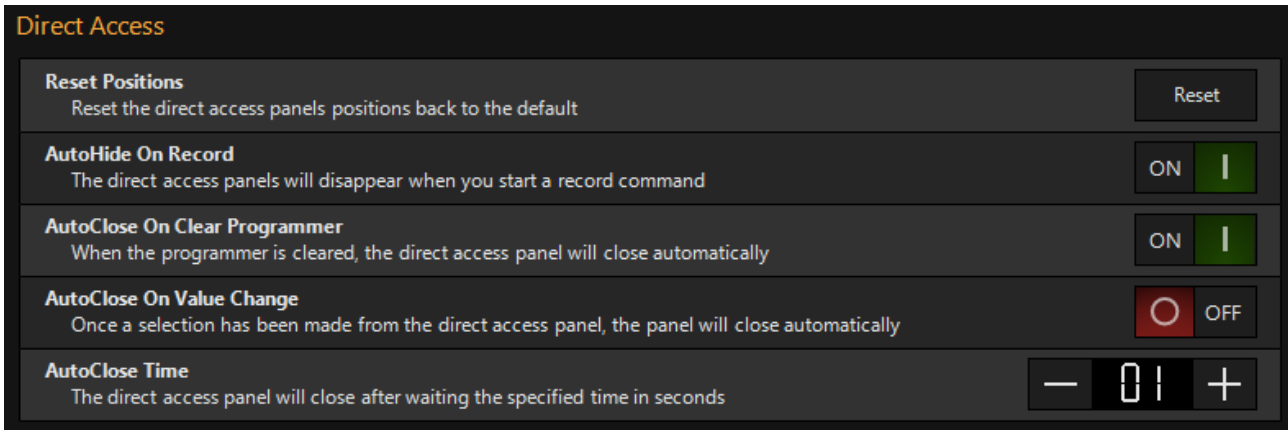 Direct Access
Reset Positions
Reset the direct access panels positions back to the default
Reset
AutoHide On Record
The direct access panels will disappear when you start a record command
ON
AutoClose On Clear Programmer
When the programmer is cleared, the direct access panel will close automatically
ON
AutoClose On Value Change
Once a selection has been made from the direct access panel, the panel will close automatically
OFF
AutoClose Time
The direct access panel will close after waiting the specified time in seconds
01